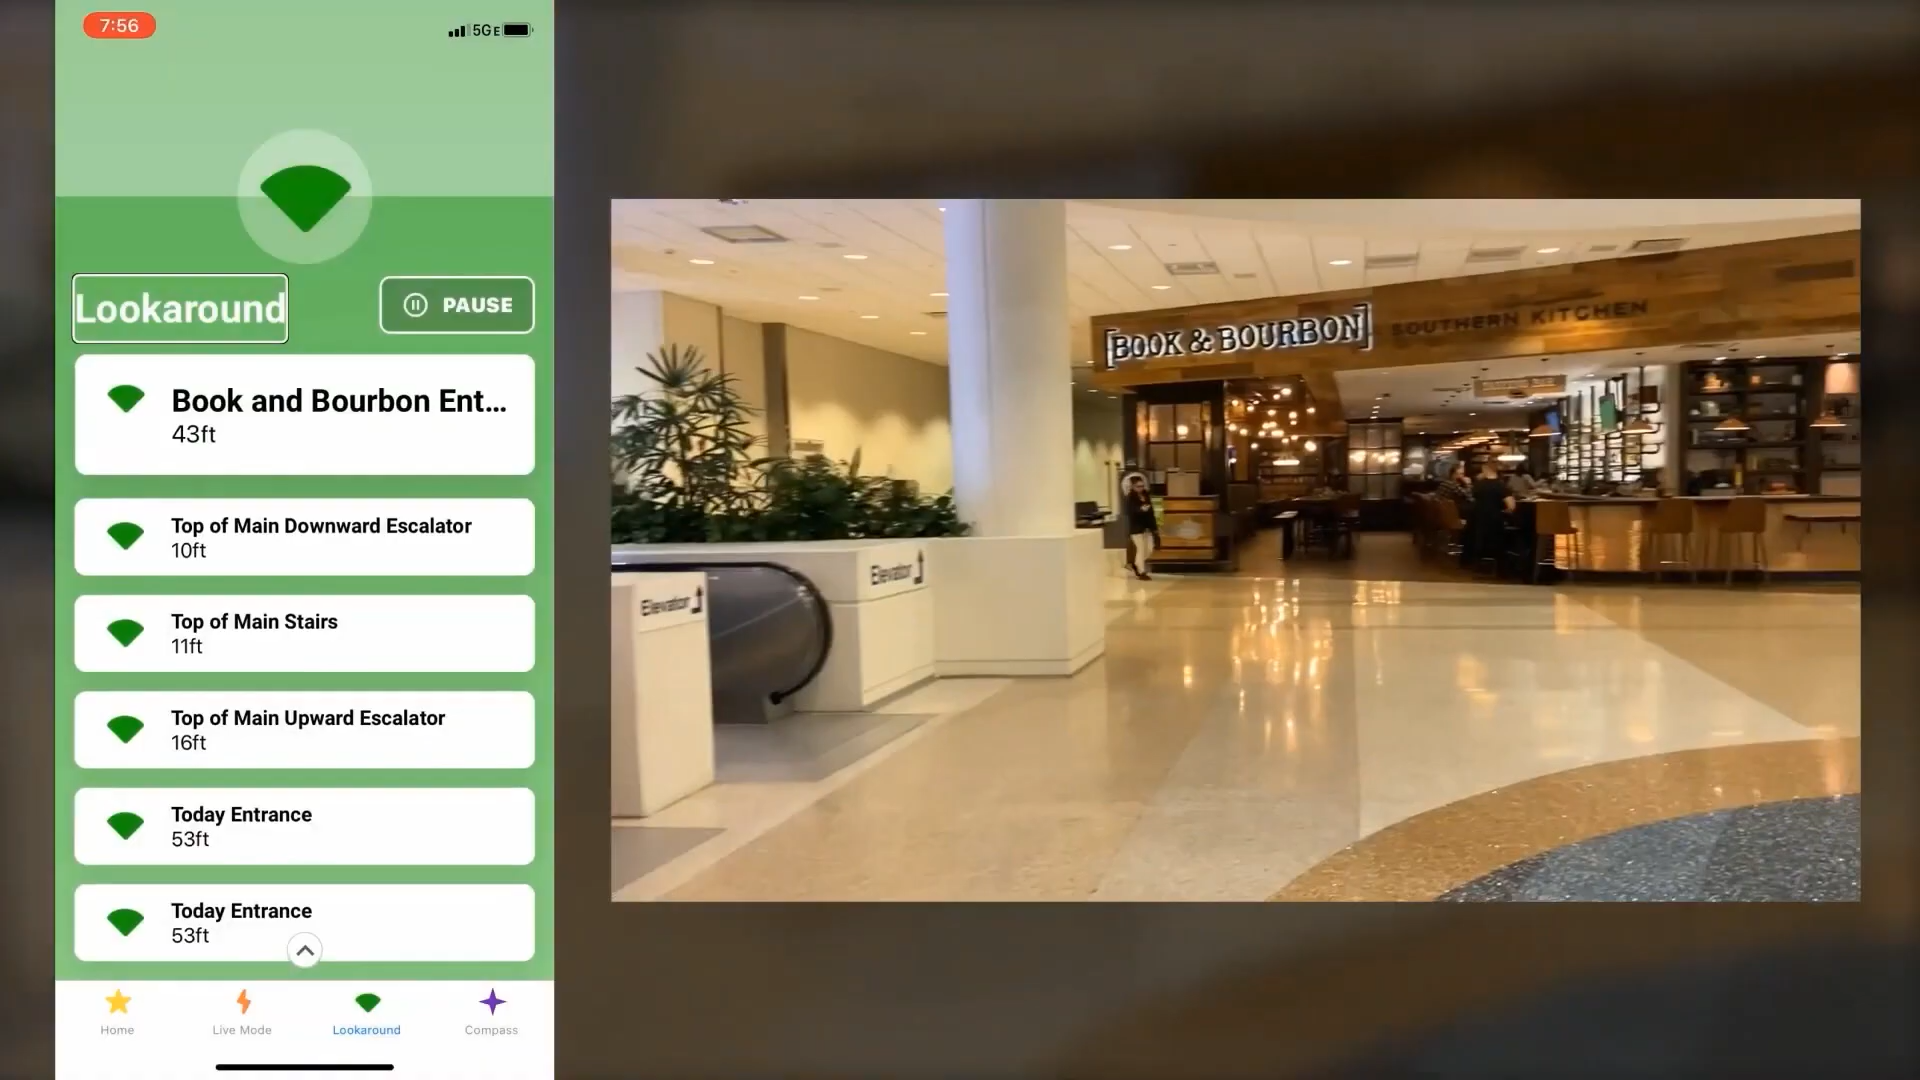 7:56
5GE
Lookaround
PAUSE
Book and Bourbon Ent...
43ft
Top of Main Downward Escalator
10ft
Top of Main Stairs
11ft
Top of Main Upward Escalator
16ft
Today Entrance
53ft
Today Entrance
53ft
Home
Live Mode
Lookaround
Compass
[BOOK & BOURBON]
SOUTHERN KITCHEN
Elevator
Elevator